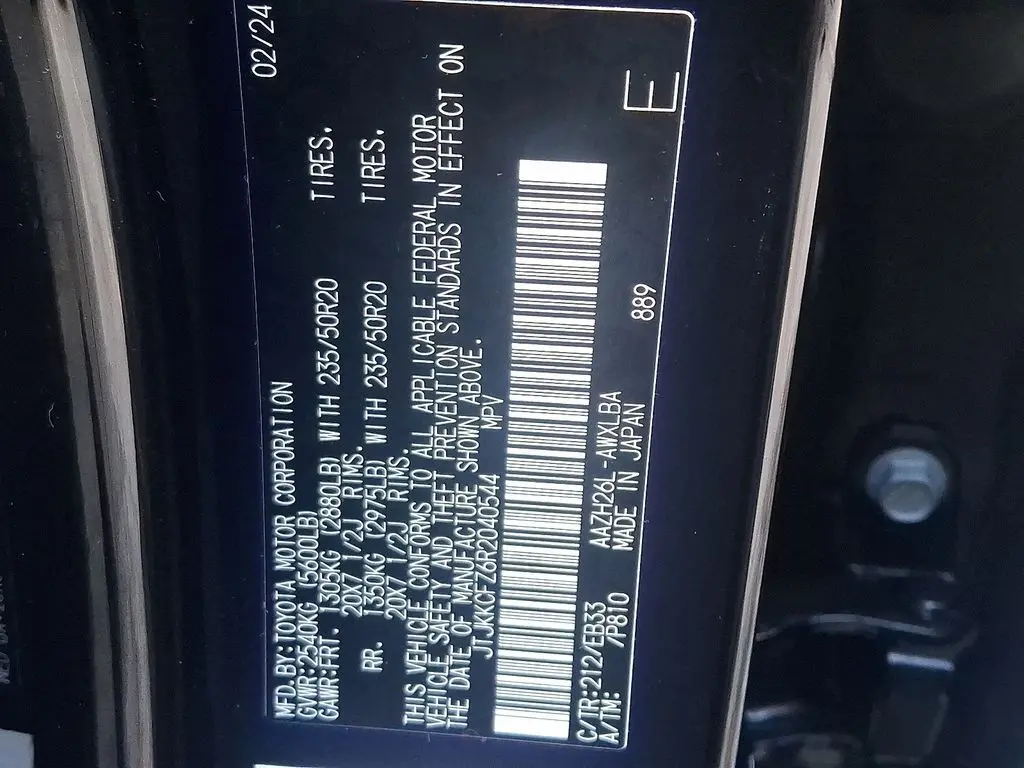 MFD.BY:TOYOTA MOTOR CORPORATION 02/24
GVWR:2540KG (5600LB)
GAWR:FRT. 1305KG (2880LB) WITH 235/50R20 TIRES.
20X7 1/2J RIMS.
RR. 1350KG (2975LB) WITH 235/50R20 TIRES.
20X7 1/2J RIMS.
THIS VEHICLE CONFORMS TO ALL APPLICABLE FEDERAL MOTOR
VEHICLE SAFETY AND THEFT PREVENTION STANDARDS IN EFFECT ON
THE DATE OF MANUFACTURE SHOWN ABOVE.
JTJKKCFZ6R2040544 MPV
C/TR:212/EB33 AAZH26L-AWXLBA
A/TM: /P810 MADE IN JAPAN 889
E